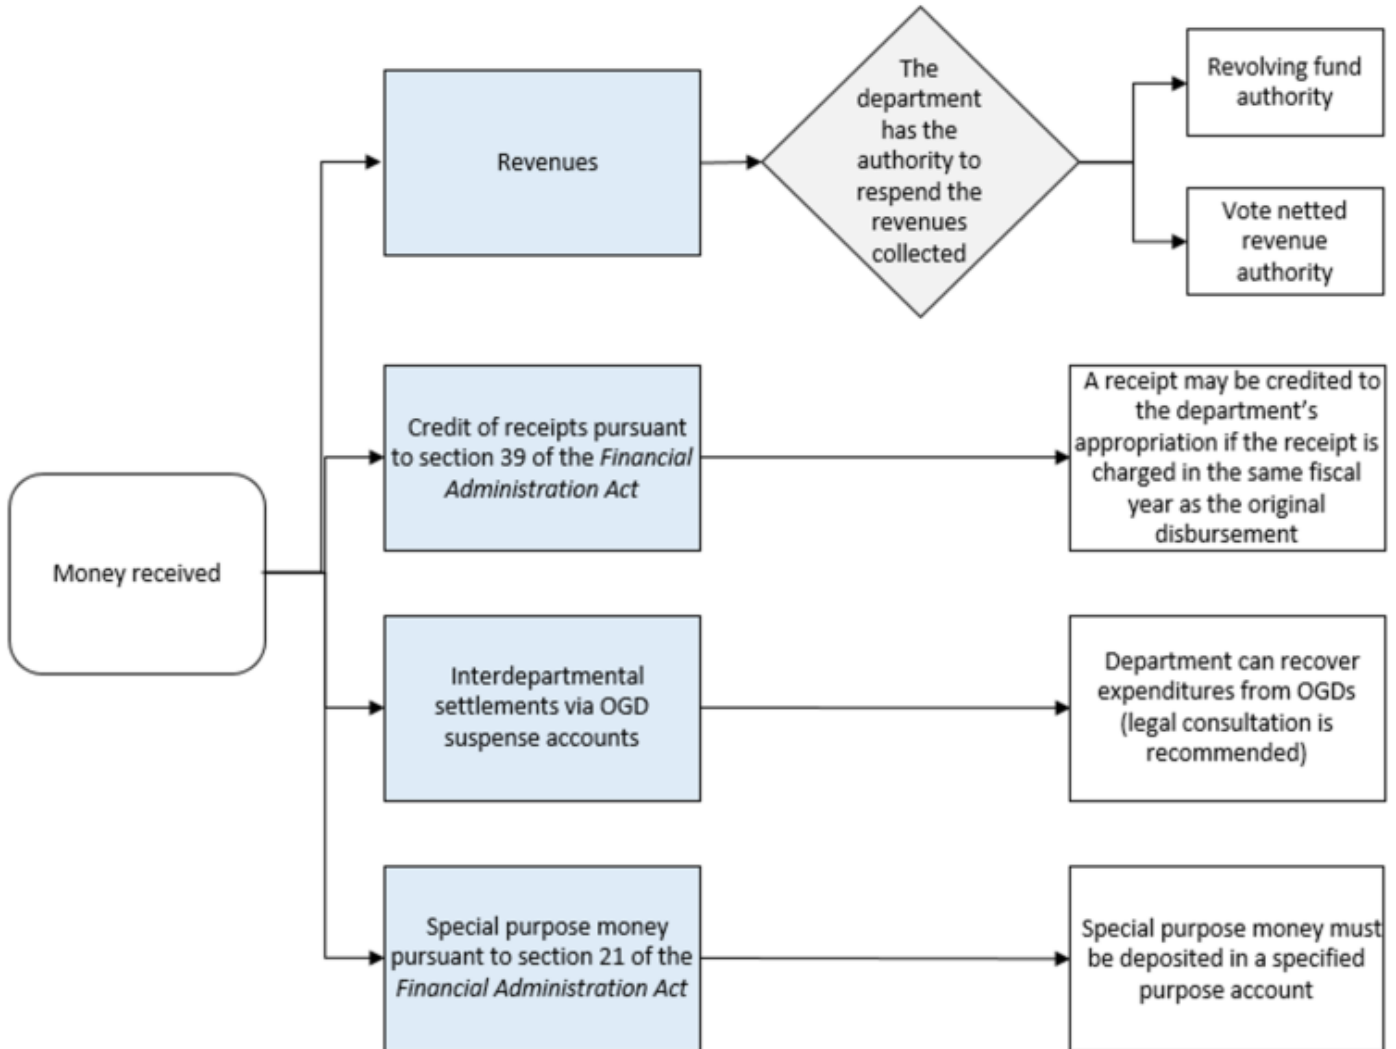 Money received
Revenues
The
department
has the
authority to
respend the
revenues
collected
Revolving fund
authority
Vote netted
revenue
authority
Credit of receipts pursuant
to section 39 of the Financial
Administration Act
A receipt may be credited to
the department's
appropriation if the receipt is
charged in the same fiscal
year as the original
disbursement
Interdepartmental
settlements via OGD
suspense accounts
Department can recover
expenditures from OGDs
(legal consultation is
recommended)
Special purpose money
pursuant to section 21 of the
Financial Administration Act
Special purpose money must
be deposited in a specified
purpose account